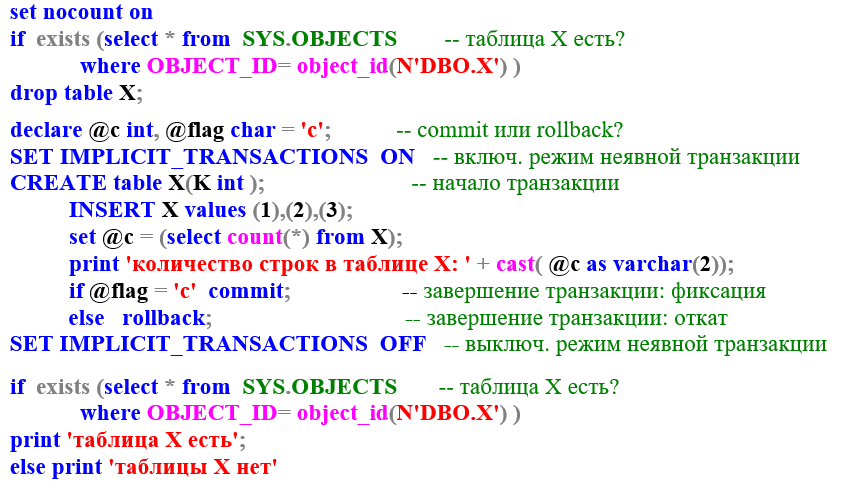 set nocount on
if  exists (select * from  SYS.OBJECTS        -- таблица X есть?
          where OBJECT_ID= object_id(N'DBO.X') )
drop table X;
declare @c int, @flag char = 'c';           -- commit или rollback?
SET IMPLICIT_TRANSACTIONS  ON   -- включ. режим неявной транзакции
CREATE table X(K int );                         -- начало транзакции
        INSERT X values (1),(2),(3);
        set @c = (select count(*) from X);
        print 'количество строк в таблице X: ' + cast( @c as varchar(2));
        if @flag = 'c'  commit;                   -- завершение транзакции: фиксация
        else   rollback;                                 -- завершение транзакции: откат
SET IMPLICIT_TRANSACTIONS  OFF   -- выключ. режим неявной транзакции
if  exists (select * from  SYS.OBJECTS       -- таблица X есть?
          where OBJECT_ID= object_id(N'DBO.X') )
print 'таблица X есть';
else print 'таблицы X нет'